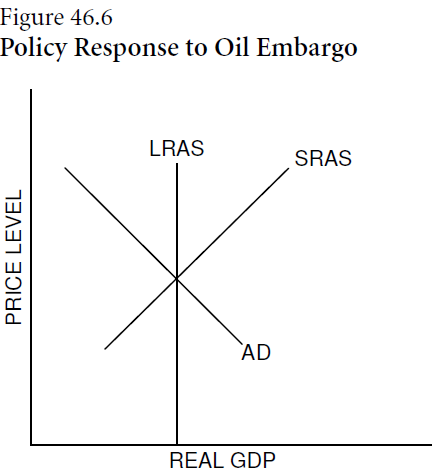 Figure 46.6
Policy Response to Oil Embargo
LRAS
SRAS
PRICE LEVEL
AD
REAL GDP